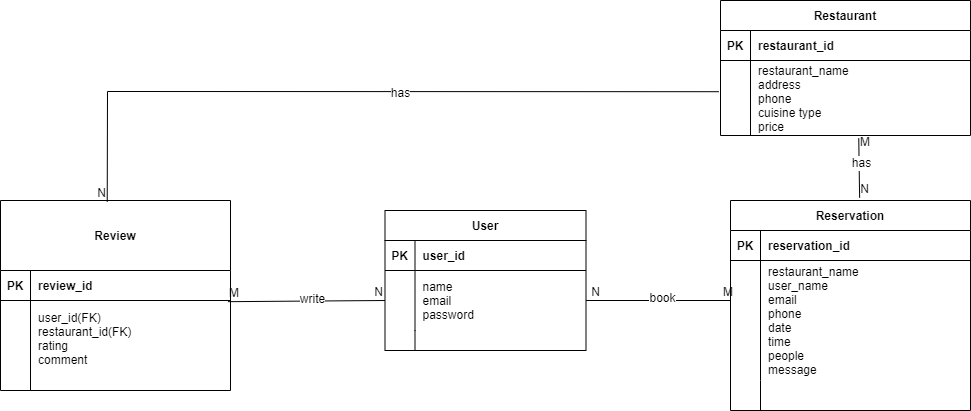 Restaurant
PK restaurant_id
restaurant_name
address
phone
cuisine type
price
has
M
has
N
N
Review
PK review_id
user_id(FK)
restaurant_id(FK)
rating
comment
M write N
User
PK user_id
name
email
password
N book M
Reservation
PK reservation_id
restaurant_name
user_name
email
phone
date
time
people
message